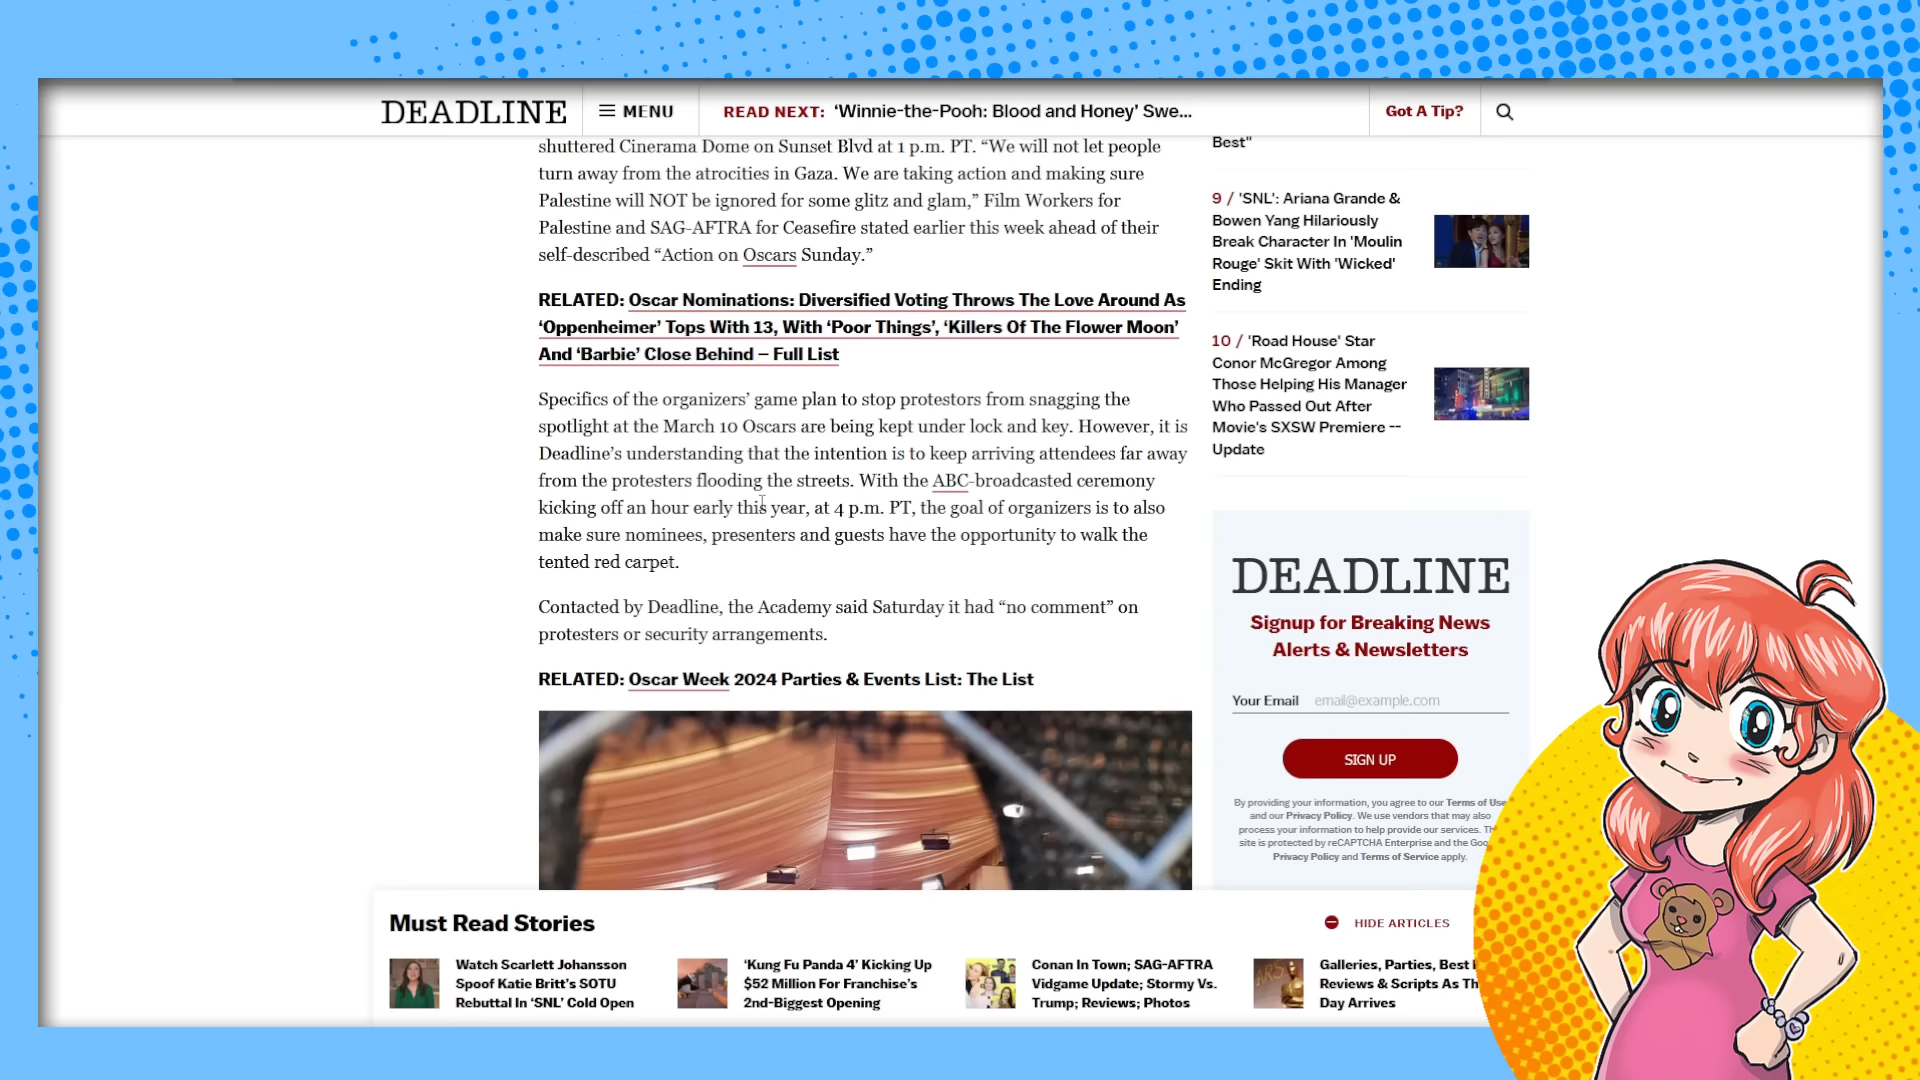 DEADLINE
MENU
READ NEXT: ‘Winnie-the-Pooh: Blood and Honey’ Swe...
Got A Tip?
shuttered Cinerama Dome on Sunset Blvd at 1 p.m. PT. “We will not let people
turn away from the atrocities in Gaza. We are taking action and making sure
Palestine will NOT be ignored for some glitz and glam,” Film Workers for
Palestine and SAG-AFTRA for Ceasefire stated earlier this week ahead of their
self-described “Action on Oscars Sunday.”
RELATED: Oscar Nominations: Diversified Voting Throws The Love Around As
‘Oppenheimer’ Tops With 13, With ‘Poor Things’, ‘Killers Of The Flower Moon’
And ‘Barbie’ Close Behind – Full List
Specifics of the organizers’ game plan to stop protestors from snagging the
spotlight at the March 10 Oscars are being kept under lock and key. However, it is
Deadline’s understanding that the intention is to keep arriving attendees far away
from the protesters flooding the streets. With the ABC-broadcasted ceremony
kicking off an hour early this year, at 4 p.m. PT, the goal of organizers is to also
make sure nominees, presenters and guests have the opportunity to walk the
tented red carpet.
Contacted by Deadline, the Academy said Saturday it had “no comment” on
protesters or security arrangements.
RELATED: Oscar Week 2024 Parties & Events List: The List
Best"
9 / 'SNL': Ariana Grande &
Bowen Yang Hilariously
Break Character In 'Moulin
Rouge' Skit With 'Wicked'
Ending
10 / 'Road House' Star
Conor McGregor Among
Those Helping His Manager
Who Passed Out After
Movie's SXSW Premiere --
Update
DEADLINE
Signup for Breaking News
Alerts & Newsletters
Your Email email@example.com
SIGN UP
By providing your information, you agree to our Terms of Use
and our Privacy Policy. We use vendors that may also
process your information to help provide our services.
site is protected by reCAPTCHA Enterprise and the
Privacy Policy and Terms of Service apply.
Must Read Stories
HIDE ARTICLES
Watch Scarlett Johansson
Spoof Katie Britt’s SOTU
Rebuttal In ‘SNL’ Cold Open
‘Kung Fu Panda 4’ Kicking Up
$52 Million For Franchise’s
2nd-Biggest Opening
Conan In Town; SAG-AFTRA
Vidgame Update; Stormy Vs.
Trump; Reviews; Photos
Galleries, Parties, Best
Reviews & Scripts As
Day Arrives